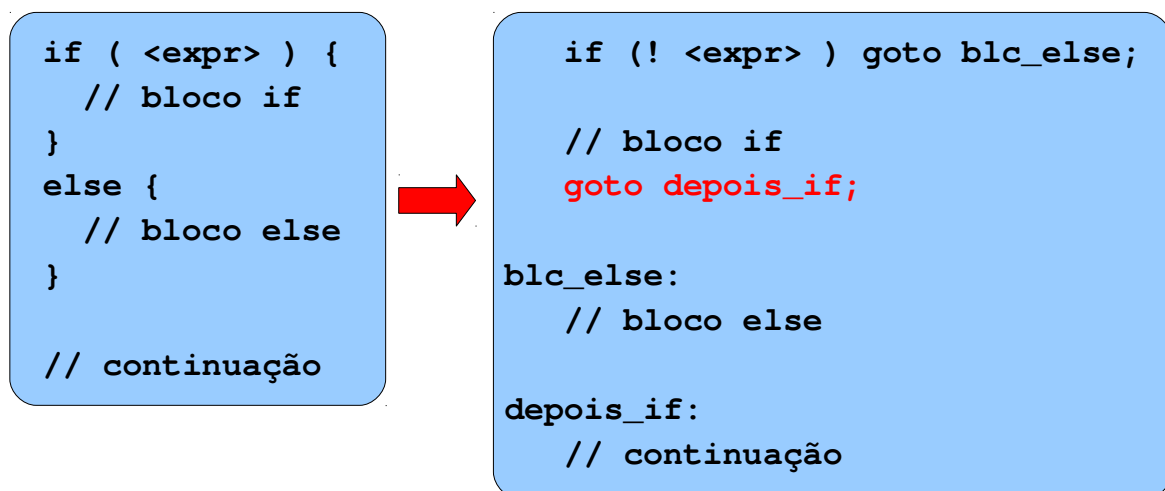 if ( <expr> ) {
// bloco if
}
else {
// bloco else
}
// continuação
if (! <expr> ) goto blc_else;
// bloco if
goto depois_if;
blc_else:
// bloco else
depois_if:
// continuação